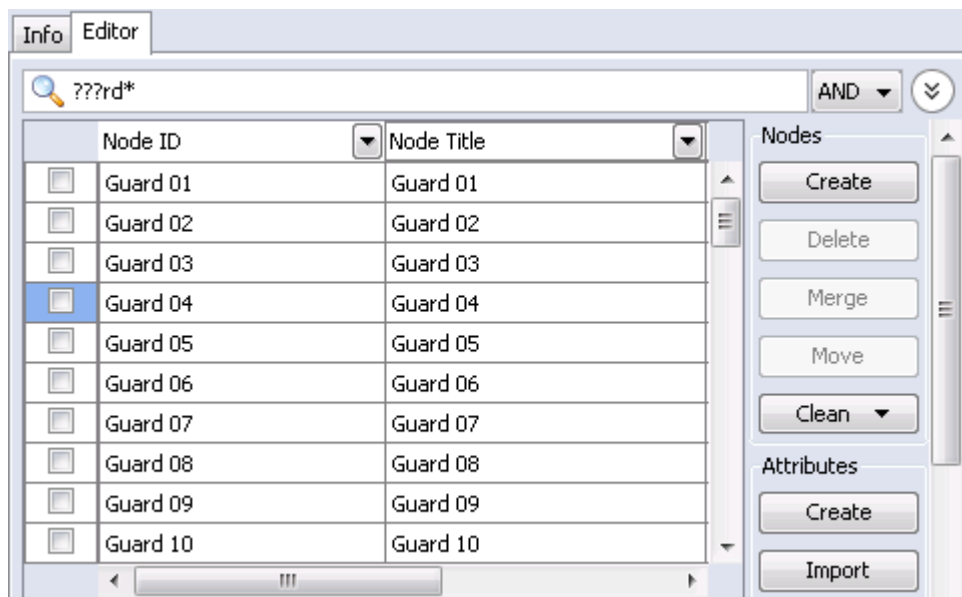 Info Editor
???rd* AND
Node ID Node Title Nodes
Guard 01 Guard 01 Create
Guard 02 Guard 02
Delete
Guard 03 Guard 03
Guard 04 Guard 04 Merge
Guard 05 Guard 05 Move
Guard 06 Guard 06
Guard 07 Guard 07 Clean
Guard 08 Guard 08 Attributes
Guard 09 Guard 09 Create
Guard 10 Guard 10
Import